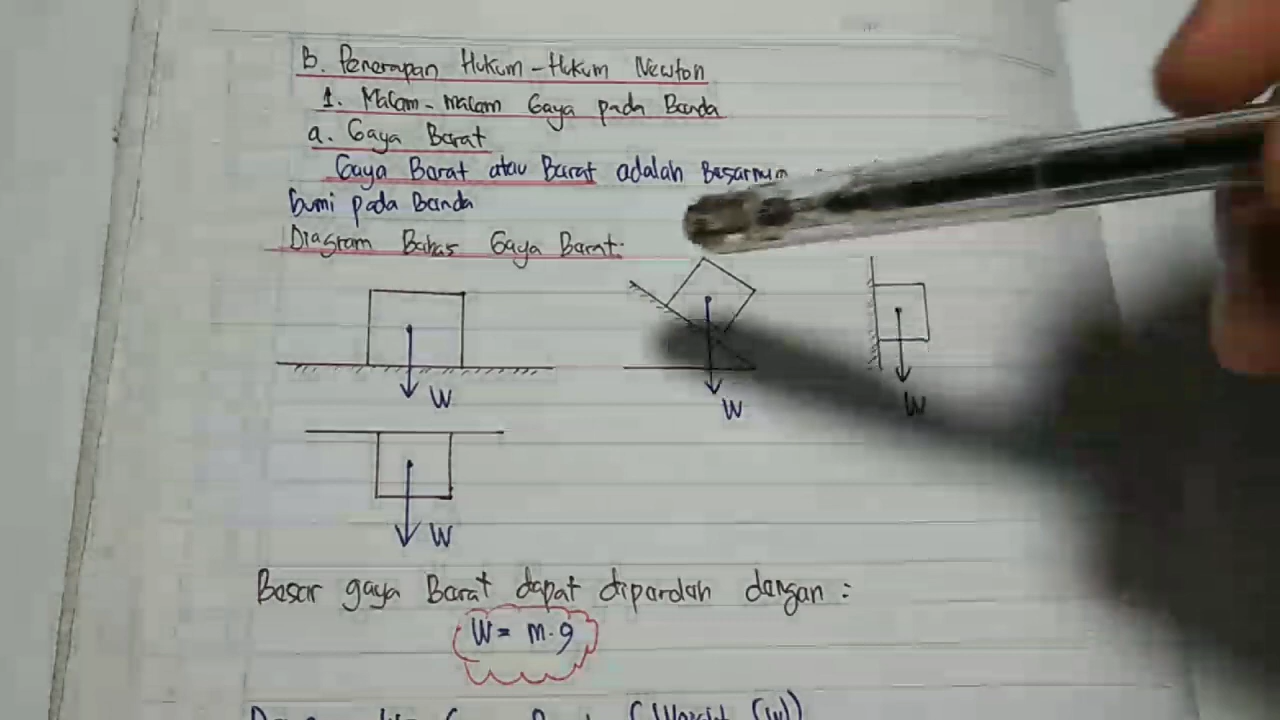 B. Penerapan Hukum-Hukum Newton
1. Macam-macam Gaya pada Benda
a. Gaya Berat
Gaya Berat atau Berat adalah Besarnya
bumi pada Benda
Diagram Bebas Gaya Berat:
W
W
W
W
Besar gaya Berat dapat diperoleh dengan :
W = m.g
(Weight (W))